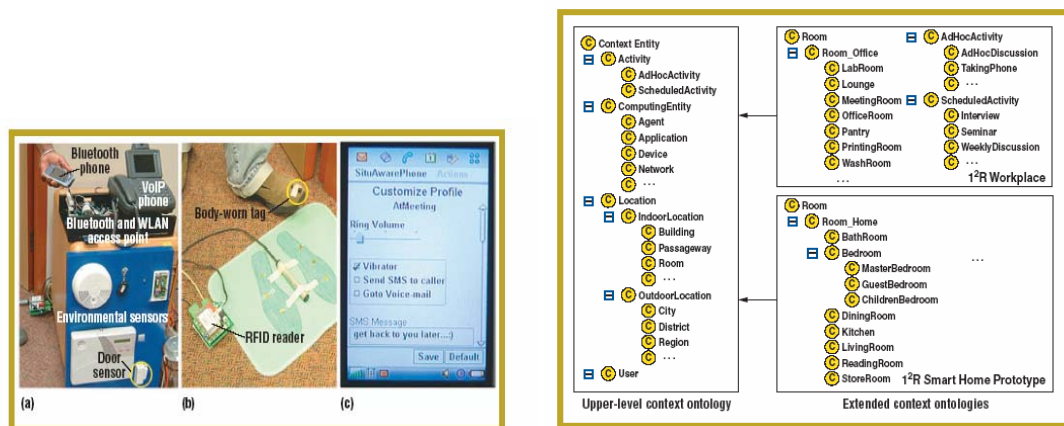 Bluetooth
phone
VoIP
phone
Bluetooth and WLAN
access point
Environmental sensors
Door
sensor
(a)
Body-worn tag
RFID reader
(b)
SituAwarePhone Actions
Customize Profile
AtMeeting
Ring Volume
Vibrator
Send SMS to caller
Goto Voice-mail
SMS Message
get back to you later...:)
Save Default
(c)
C Context Entity
C Activity
C AdHocActivity
C ScheduledActivity
C ComputingEntity
C Agent
C Application
C Device
C Network
C ...
C Location
C IndoorLocation
C Building
C Passageway
C Room
C ...
C OutdoorLocation
C City
C District
C Region
C ...
C User
Upper-level context ontology
C Room
C Room_Office
C LabRoom
C Lounge
C MeetingRoom
C OfficeRoom
C Pantry
C PrintingRoom
C WashRoom
...
C AdHocActivity
C AdHocDiscussion
C TakingPhone
C ...
C ScheduledActivity
C Interview
C Seminar
C WeeklyDiscussion
C ...
1²R Workplace
C Room
C Room_Home
C BathRoom
C Bedroom
C MasterBedroom
C GuestBedroom
C ChildrenBedroom
C DiningRoom
C Kitchen
C LivingRoom
C ReadingRoom
C StoreRoom
...
1²R Smart Home Prototype
Extended context ontologies